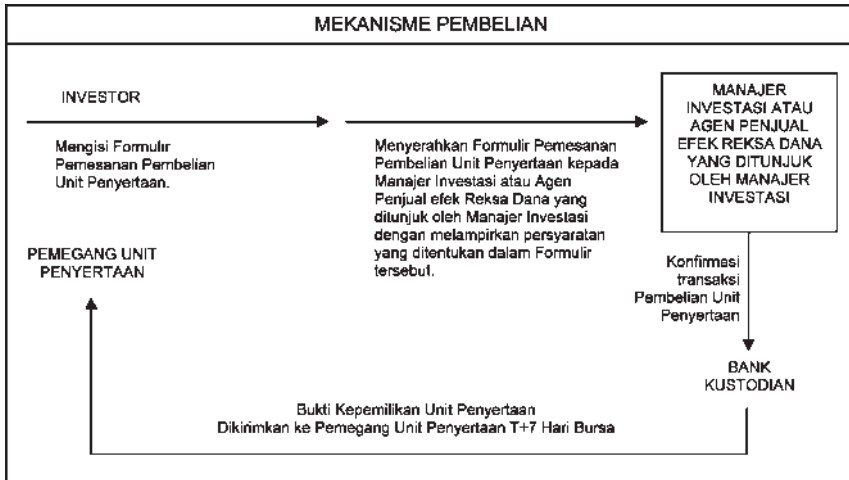 MEKANISME PEMBELIAN
INVESTOR
Mengisi Formulir
Pemesanan Pembelian
Unit Penyertaan.
Menyerahkan Formulir Pemesanan
Pembelian Unit Penyertaan kepada
Manajer Investasi atau Agen
Penjual efek Reksa Dana yang
ditunjuk oleh Manajer Investasi
dengan melampirkan persyaratan
yang ditentukan dalam Formulir
tersebut.
MANAJER
INVESTASI ATAU
AGEN PENJUAL
EFEK REKSA DANA
YANG DITUNJUK
OLEH MANAJER
INVESTASI
Konfirmasi
transaksi
Pembelian Unit
Penyertaan
BANK
KUSTODIAN
Bukti Kepemilikan Unit Penyertaan
Dikirimkan ke Pemegang Unit Penyertaan T+7 Hari Bursa
PEMEGANG UNIT
PENYERTAAN